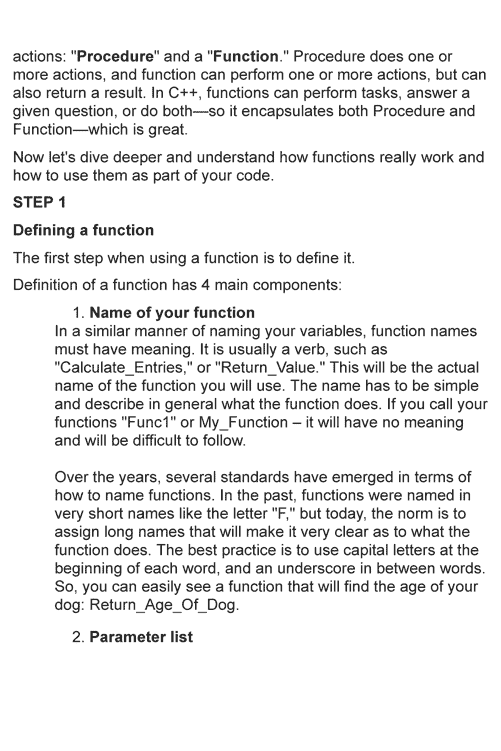 actions: "Procedure" and a "Function." Procedure does one or
more actions, and function can perform one or more actions, but can
also return a result. In C++, functions can perform tasks, answer a
given question, or do both—so it encapsulates both Procedure and
Function—which is great.
Now let's dive deeper and understand how functions really work and
how to use them as part of your code.
STEP 1
Defining a function
The first step when using a function is to define it.
Definition of a function has 4 main components:
1. Name of your function
In a similar manner of naming your variables, function names
must have meaning. It is usually a verb, such as
"Calculate_Entries," or "Return_Value." This will be the actual
name of the function you will use. The name has to be simple
and describe in general what the function does. If you call your
functions "Func1" or My_Function – it will have no meaning
and will be difficult to follow.
Over the years, several standards have emerged in terms of
how to name functions. In the past, functions were named in
very short names like the letter "F," but today, the norm is to
assign long names that will make it very clear as to what the
function does. The best practice is to use capital letters at the
beginning of each word, and an underscore in between words.
So, you can easily see a function that will find the age of your
dog: Return_Age_Of_Dog.
2. Parameter list